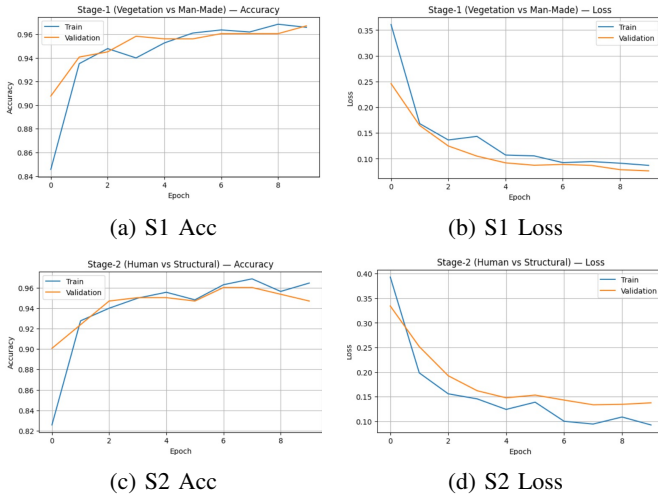 Stage-1 (Vegetation vs Man-Made) — Accuracy
Train
Validation
Accuracy
0.96
0.94
0.92
0.90
0.88
0.86
0.84
0 2 4 6 8
Epoch
(a) S1 Acc
Stage-1 (Vegetation vs Man-Made) — Loss
Train
Validation
Loss
0.35
0.30
0.25
0.20
0.15
0.10
0 2 4 6 8
Epoch
(b) S1 Loss
Stage-2 (Human vs Structural) — Accuracy
Train
Validation
Accuracy
0.96
0.94
0.92
0.90
0.88
0.86
0.84
0.82
0 2 4 6 8
Epoch
(c) S2 Acc
Stage-2 (Human vs Structural) — Loss
Train
Validation
Loss
0.40
0.35
0.30
0.25
0.20
0.15
0.10
0 2 4 6 8
Epoch
(d) S2 Loss